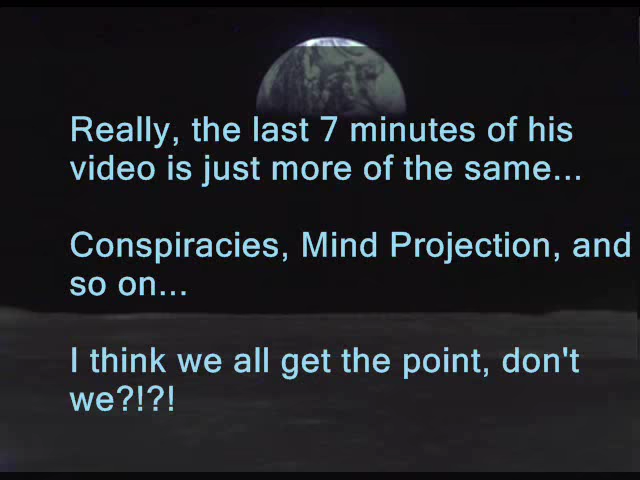 Really, the last 7 minutes of his
video is just more of the same...
Conspiracies, Mind Projection, and
so on...
I think we all get the point, don't
we?!?!